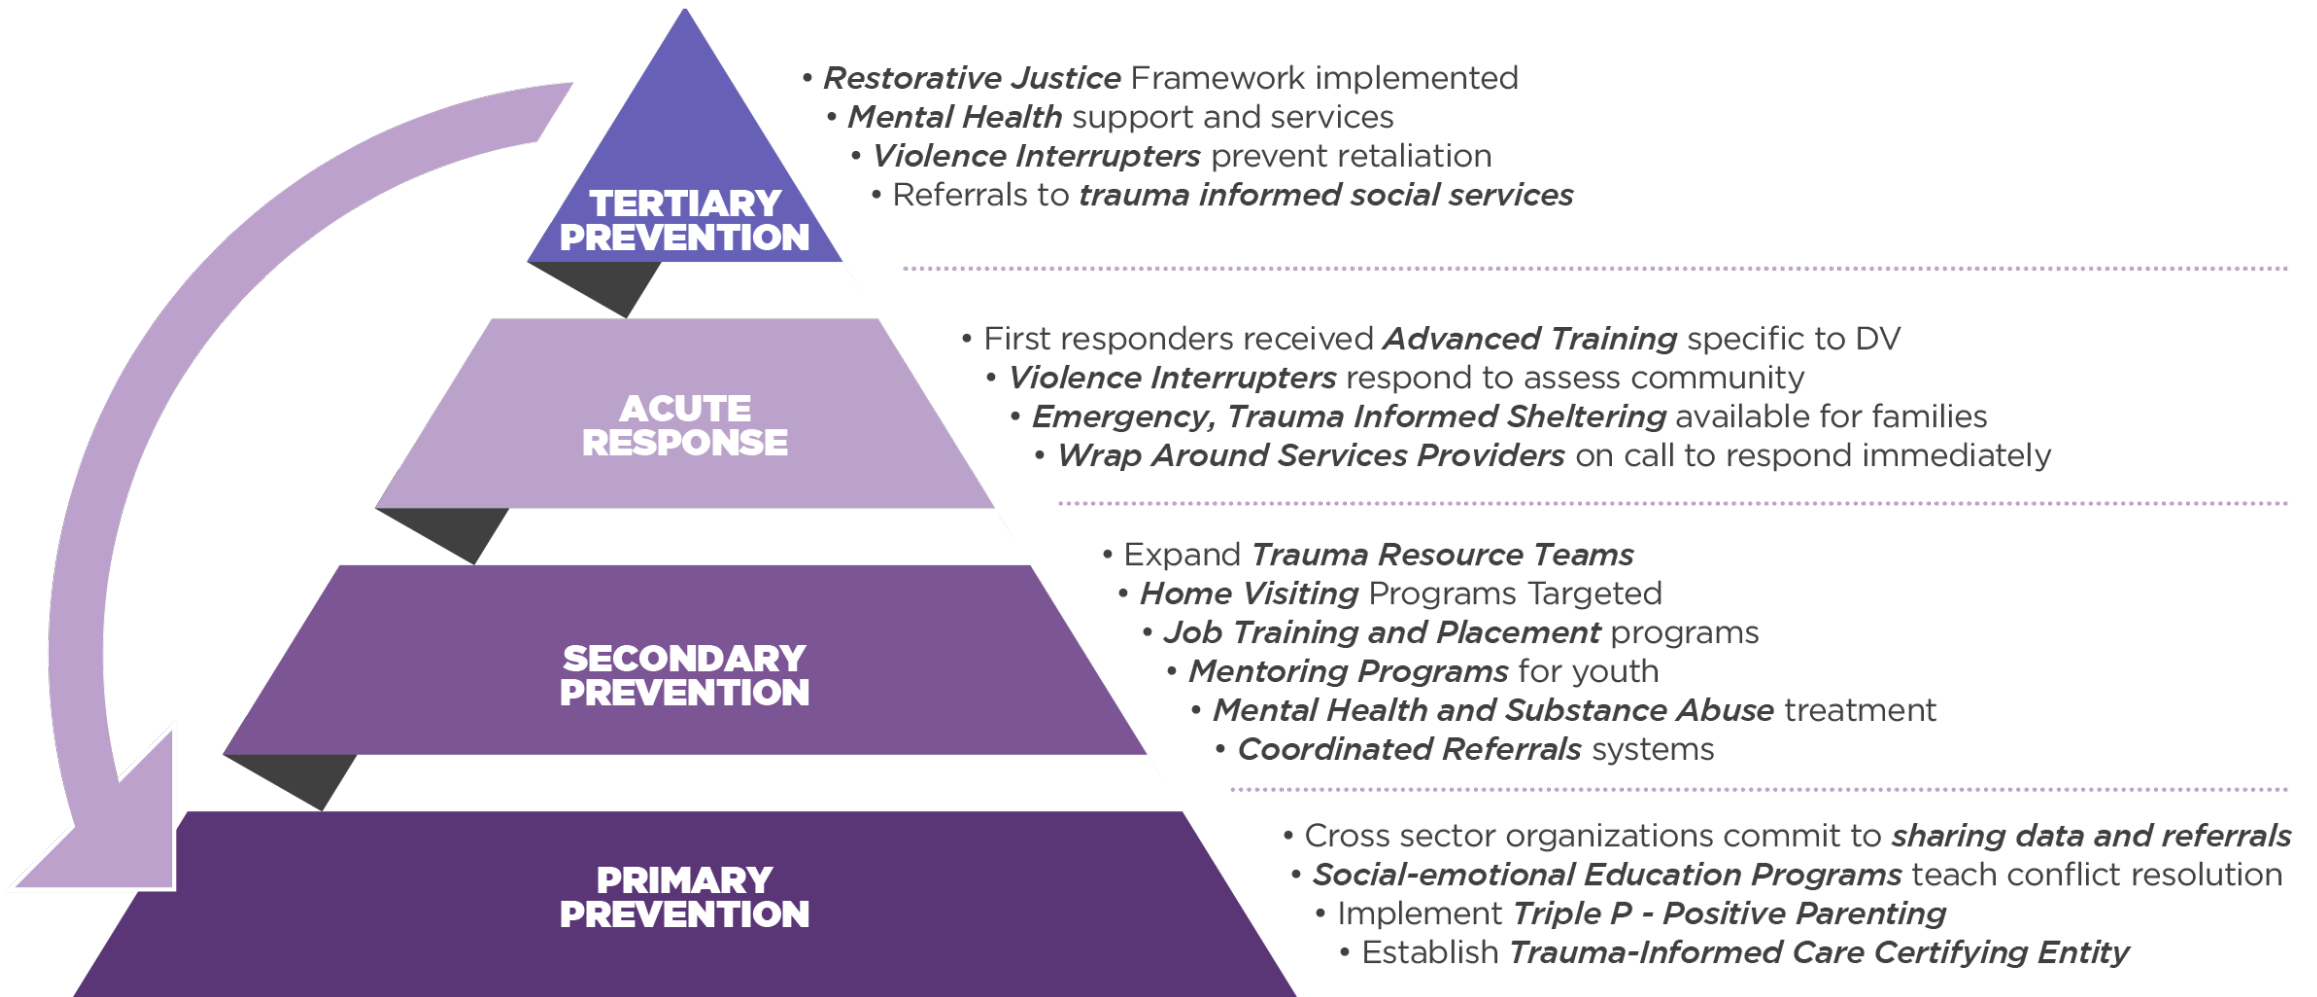 TERTIARY
PREVENTION
• Restorative Justice Framework implemented
• Mental Health support and services
• Violence Interrupters prevent retaliation
• Referrals to trauma informed social services
ACUTE
RESPONSE
• First responders received Advanced Training specific to DV
• Violence Interrupters respond to assess community
• Emergency, Trauma Informed Sheltering available for families
• Wrap Around Services Providers on call to respond immediately
SECONDARY
PREVENTION
• Expand Trauma Resource Teams
• Home Visiting Programs Targeted
• Job Training and Placement programs
• Mentoring Programs for youth
• Mental Health and Substance Abuse treatment
• Coordinated Referrals systems
PRIMARY
PREVENTION
• Cross sector organizations commit to sharing data and referrals
• Social-emotional Education Programs teach conflict resolution
• Implement Triple P - Positive Parenting
• Establish Trauma-Informed Care Certifying Entity